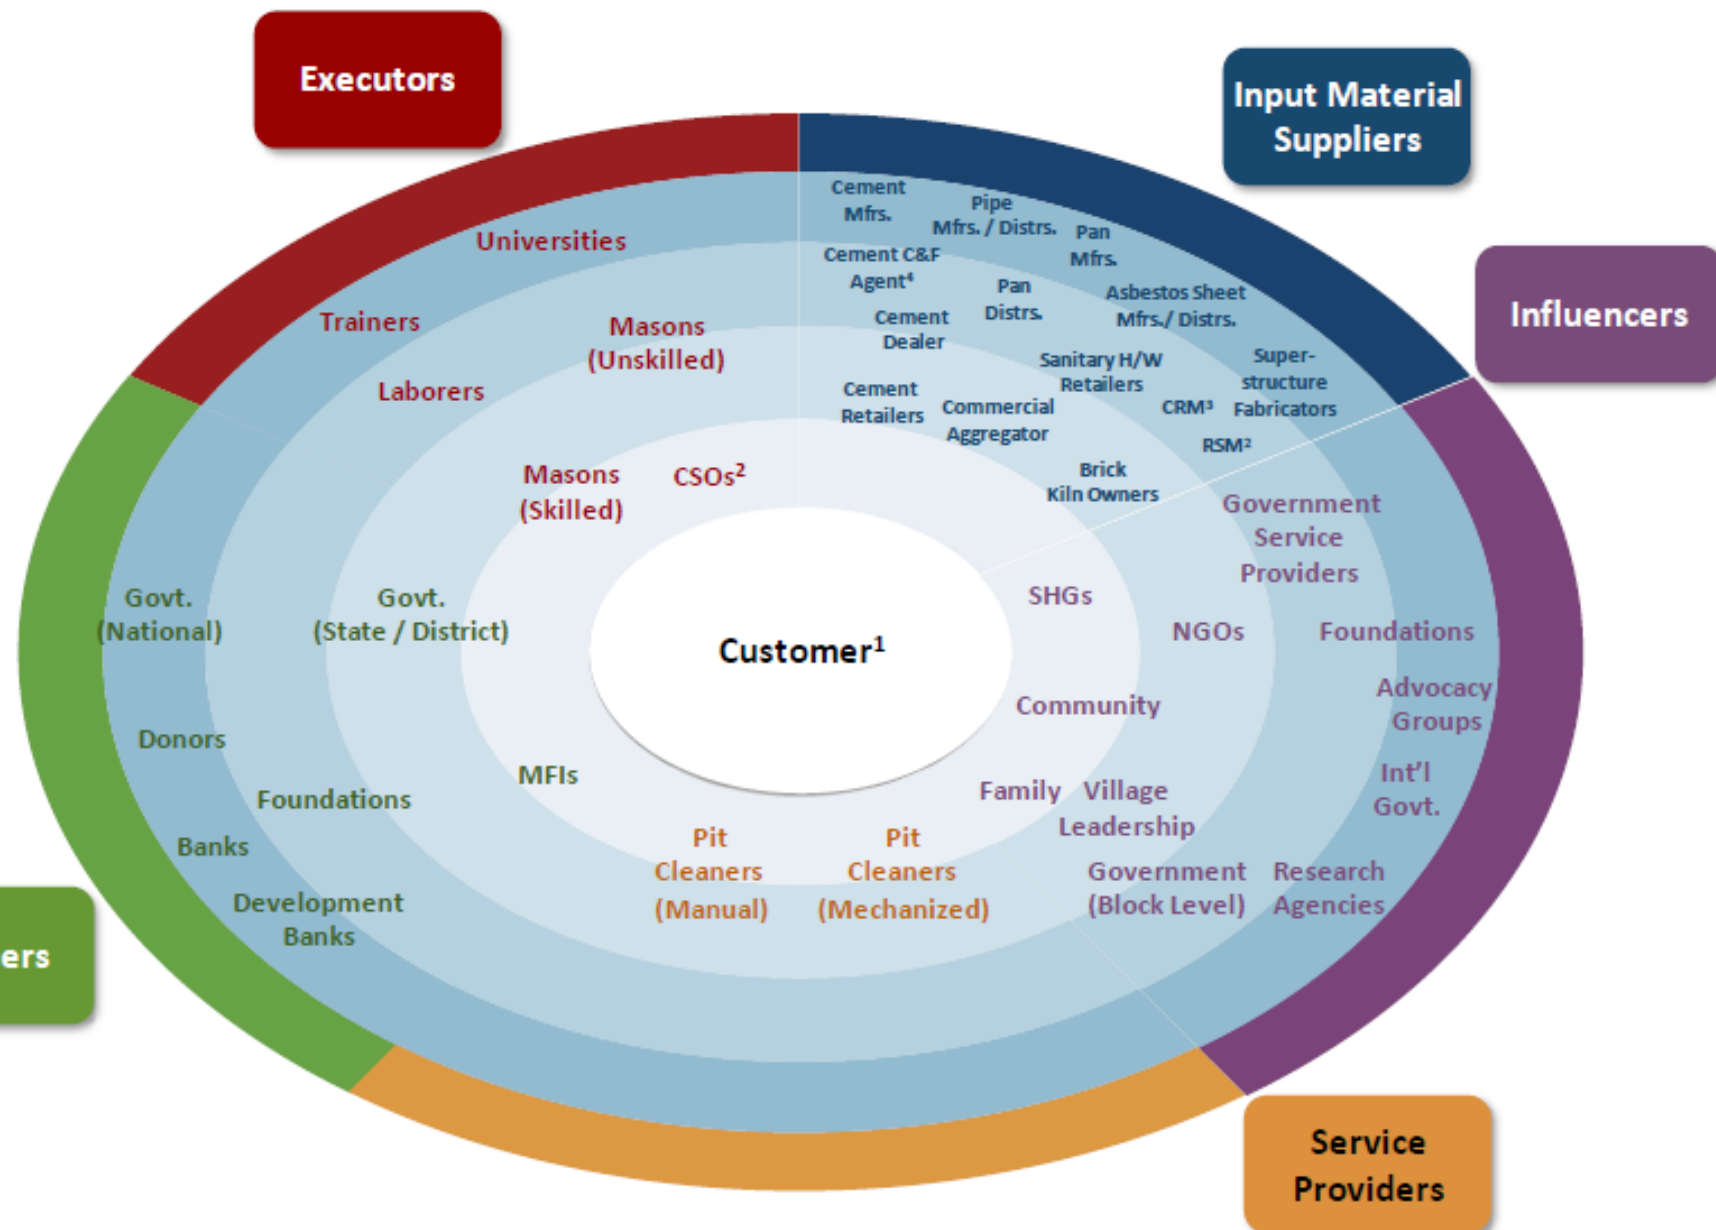 Executors
Input Material
Suppliers
Influencers
Universities
Trainers
Laborers
Masons
(Unskilled)
Masons
(Skilled)
CSOs²
Cement
Mfrs.
Pipe
Mfrs. / Distrs.
Pan
Mfrs.
Cement C&F
Agent⁴
Pan
Distrs.
Asbestos Sheet
Mfrs./ Distrs.
Cement
Dealer
Sanitary H/W
Retailers
Super-
structure
Fabricators
Cement
Retailers
Commercial
Aggregator
CRM³
RSM²
Brick
Kiln Owners
Government
Service
Providers
SHGs
NGOs
Foundations
Customer¹
Community
Advocacy
Groups
Int'l
Govt.
Family
Village
Leadership
Government
(Block Level)
Research
Agencies
Govt.
(National)
Govt.
(State / District)
Donors
MFIs
Foundations
Banks
Development
Banks
Pit
Cleaners
(Manual)
Pit
Cleaners
(Mechanized)
ers
Service
Providers